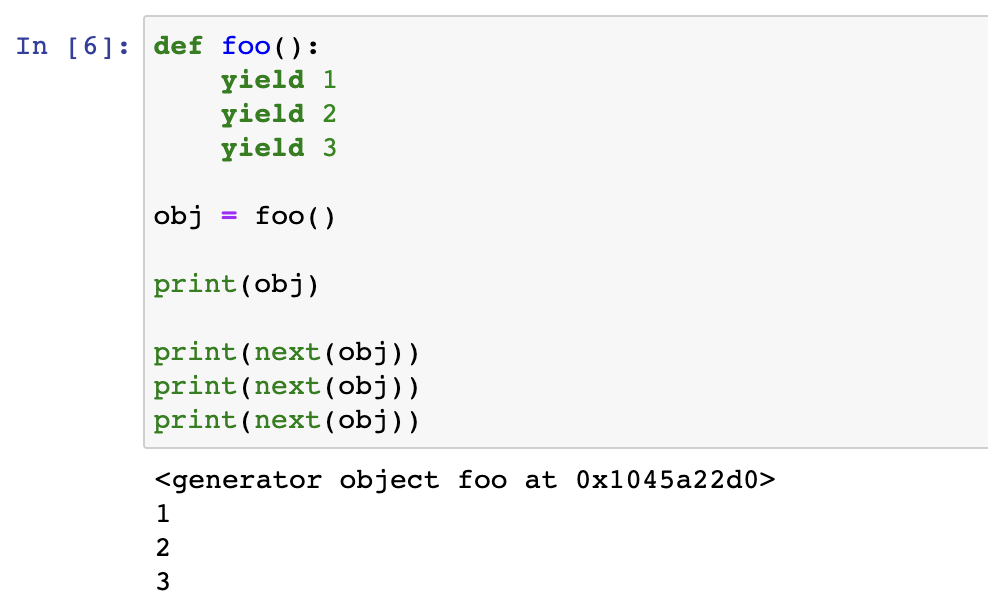 In [6]:
def foo():
    yield 1
    yield 2
    yield 3
obj = foo()
print(obj)
print(next(obj))
print(next(obj))
print(next(obj))
<generator object foo at 0x1045a22d0>
1
2
3